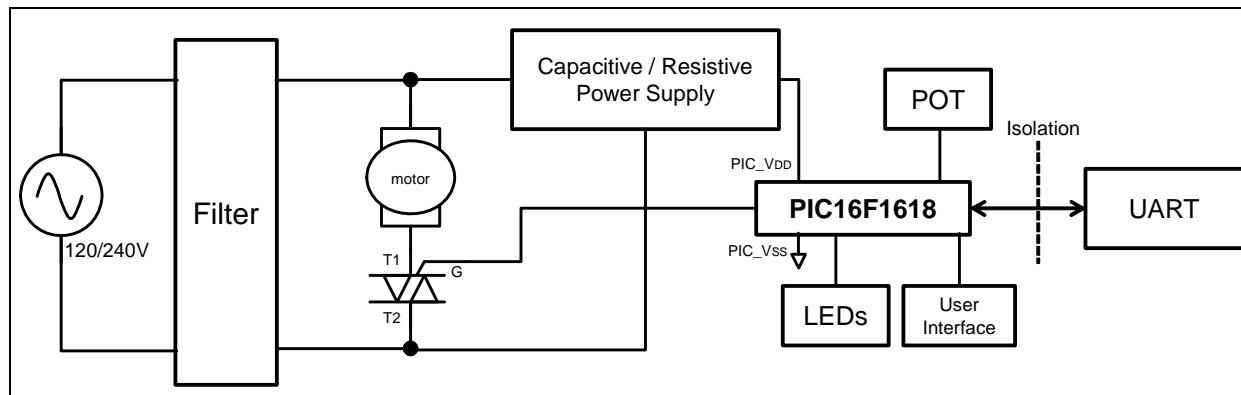 120/240V
Filter
motor
T1
G
T2
Capacitive / Resistive
Power Supply
PIC_VDD
PIC16F1618
PIC_VSS
POT
Isolation
UART
LEDs
User
Interface